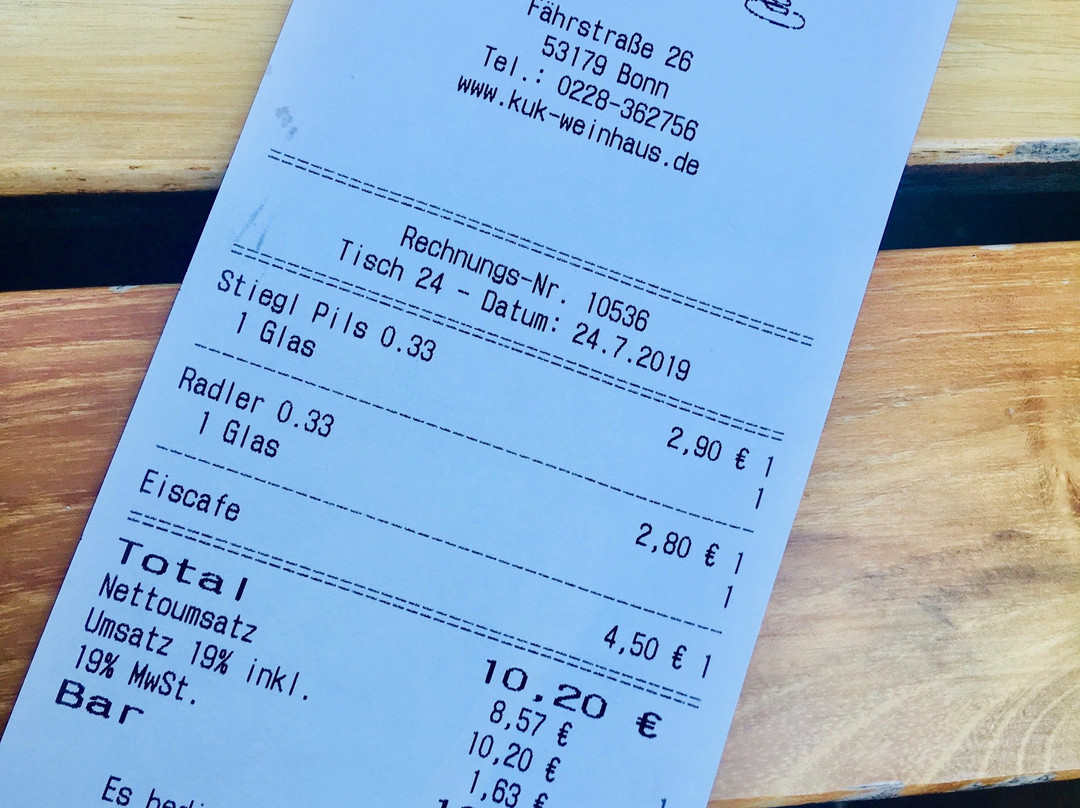 Fährstraße 26
53179 Bonn
Tel.: 0228-362756
www.kuk-weinhaus.de
Rechnungs-Nr. 10536
Tisch 24 - Datum: 24.7.2019
Stiegl Pils 0.33
1 Glas 2,90 € 1
1
Radler 0.33
1 Glas 2,80 € 1
1
Eiscafe 4,50 € 1
Total 10,20 €
Nettoumsatz 8,57 €
Umsatz 19% inkl. 10,20 €
19% MwSt. 1,63 €
Bar
Es